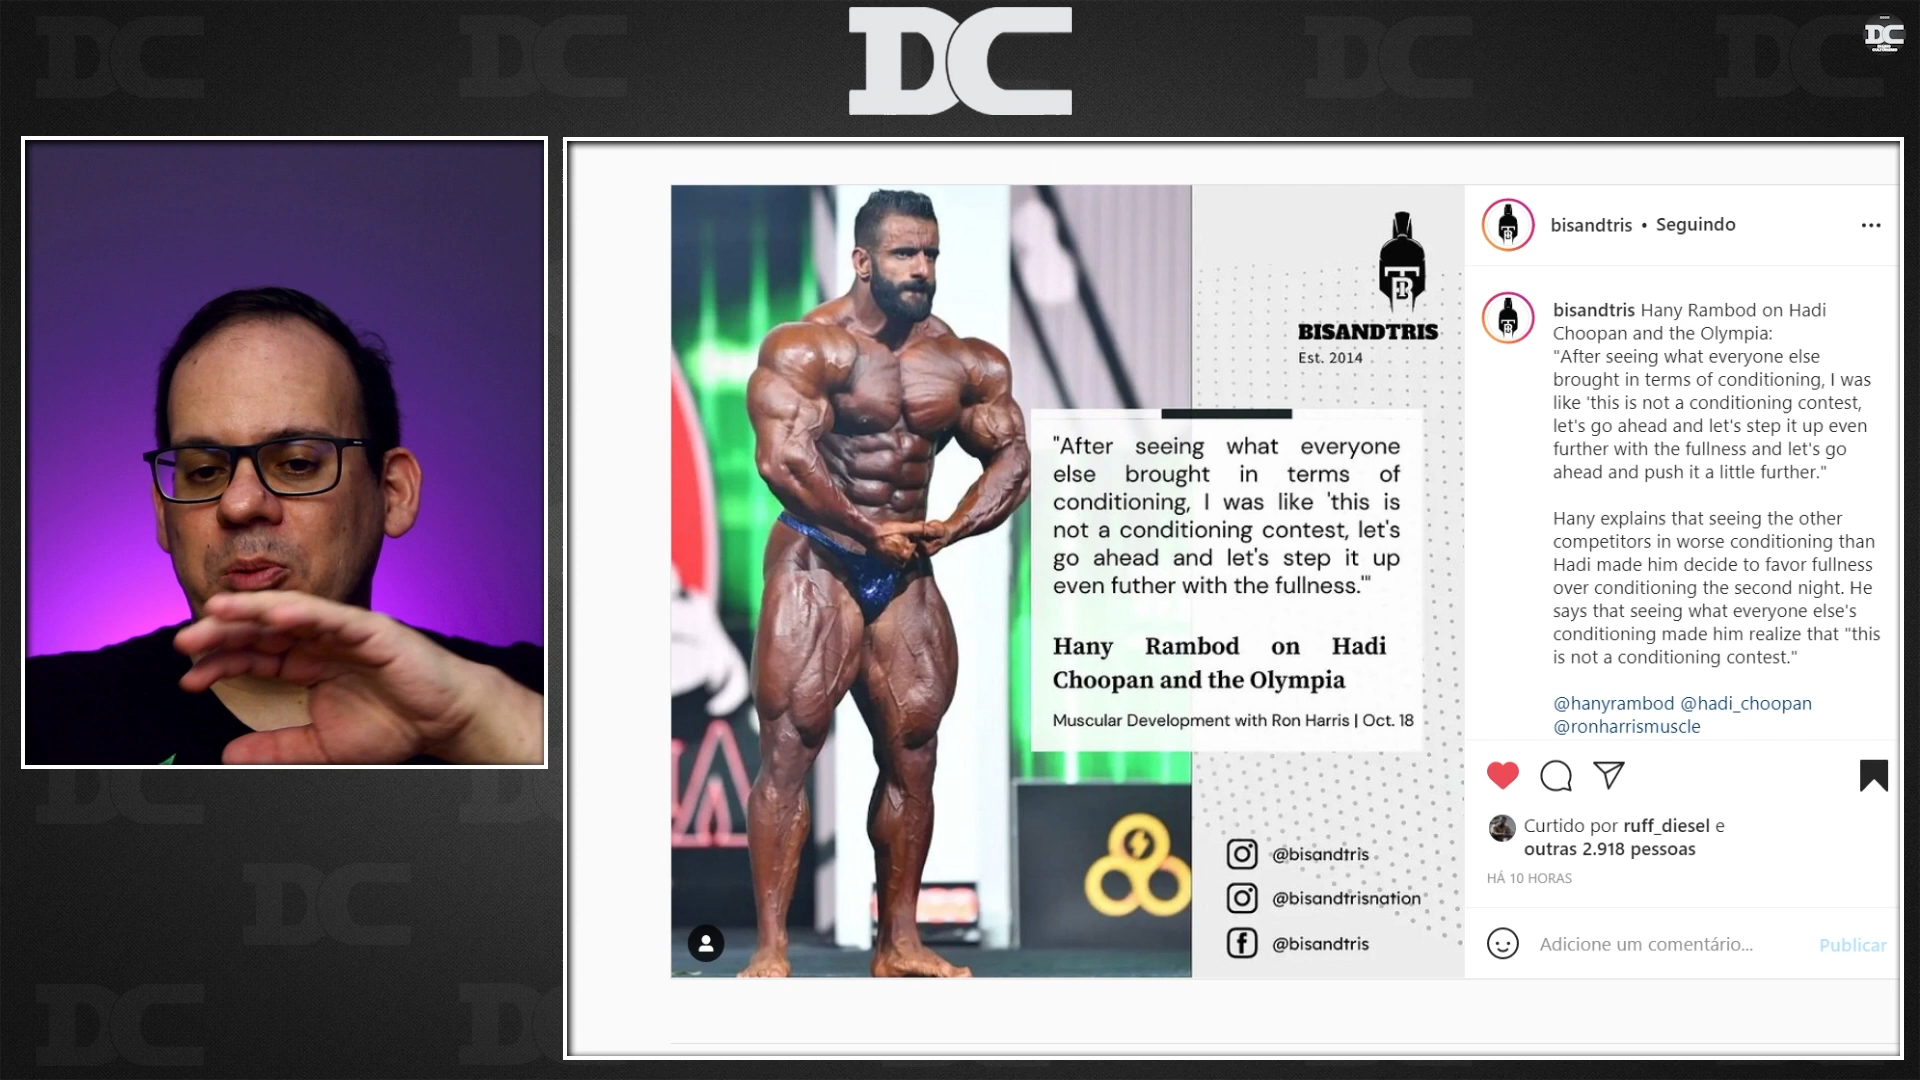 DC
DC
BISANDTRIS
Est. 2014
"After seeing what everyone
else brought in terms of
conditioning, I was like 'this is
not a conditioning contest, let's
go ahead and let's step it up
even futher with the fullness.'"
Hany Rambod on Hadi
Choopan and the Olympia
Muscular Development with Ron Harris | Oct. 18
@bisandtris
@bisandtrisnation
@bisandtris
bisandtris • Seguindo
bisandtris Hany Rambod on Hadi
Choopan and the Olympia:
"After seeing what everyone else
brought in terms of conditioning, I was
like 'this is not a conditioning contest,
let's go ahead and let's step it up even
further with the fullness and let's go
ahead and push it a little further."
Hany explains that seeing the other
competitors in worse conditioning than
Hadi made him decide to favor fullness
over conditioning the second night. He
says that seeing what everyone else's
conditioning made him realize that "this
is not a conditioning contest."
@hanyrambod @hadi_choopan
@ronharrismuscle
Curtido por ruff_diesel e
outras 2.918 pessoas
HÁ 10 HORAS
Adicione um comentário... Publicar